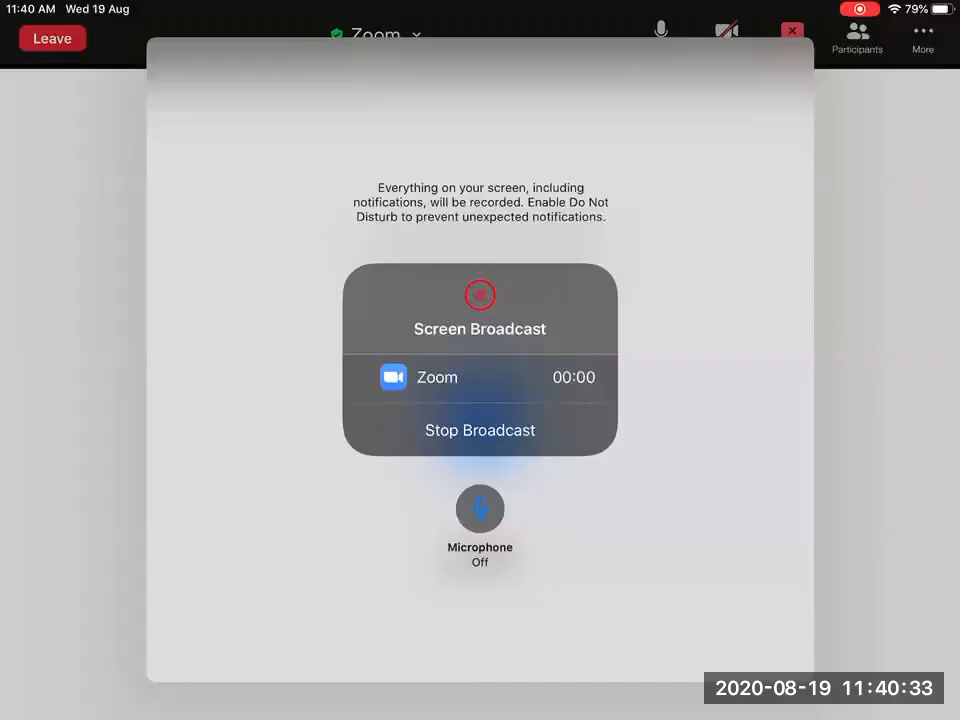 11:40 AM Wed 19 Aug
79%
Leave
Zoom
Participants
More
Everything on your screen, including
notifications, will be recorded. Enable Do Not
Disturb to prevent unexpected notifications.
Screen Broadcast
Zoom 00:00
Stop Broadcast
Microphone
Off
2020-08-19 11:40:33